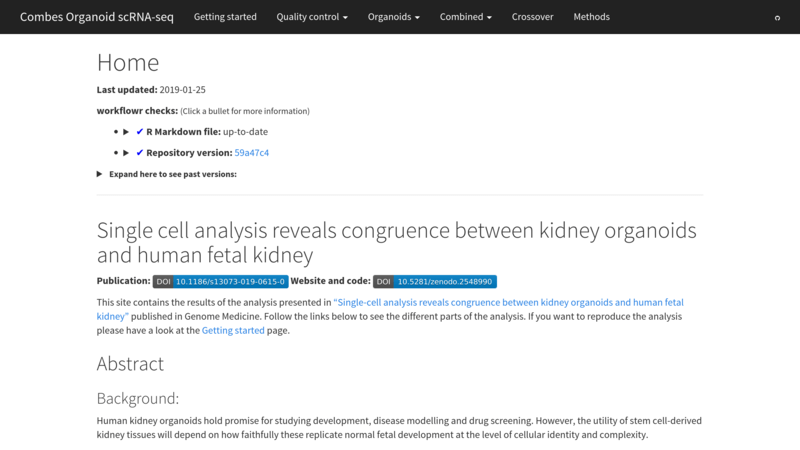 Combes Organoid scRNA-seq Getting started Quality control Organoids Combined Crossover Methods
Home
Last updated: 2019-01-25
workflowr checks: (Click a bullet for more information)
✔ R Markdown file: up-to-date
✔ Repository version: 59a47c4
Expand here to see past versions:
Single cell analysis reveals congruence between kidney organoids
and human fetal kidney
Publication: DOI 10.1186/s13073-019-0615-0 Website and code: DOI 10.5281/zenodo.2548990
This site contains the results of the analysis presented in “Single-cell analysis reveals congruence between kidney organoids and human fetal
kidney” published in Genome Medicine. Follow the links below to see the different parts of the analysis. If you want to reproduce the analysis
please have a look at the Getting started page.
Abstract
Background:
Human kidney organoids hold promise for studying development, disease modelling and drug screening. However, the utility of stem cell-derived
kidney tissues will depend on how faithfully these replicate normal fetal development at the level of cellular identity and complexity.